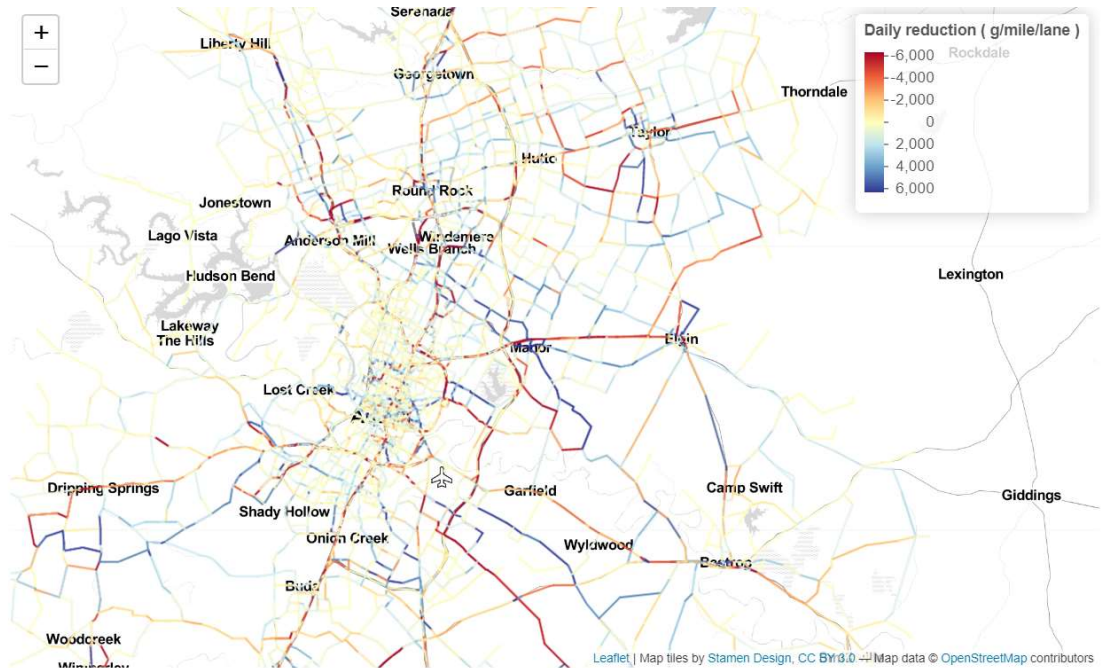 +
−
Serenada
Liberty Hill
Georgetown
Daily reduction ( g/mile/lane )
Rockdale
-6,000
-4,000
-2,000
0
2,000
4,000
6,000
Thorndale
Taylor
Hutto
Round Rock
Jonestown
Lago Vista
Anderson Mill
Windemere
Wells Branch
Hudson Bend
Lexington
Lakeway
The Hills
Manor
Elgin
Lost Creek
Dripping Springs
Garfield
Camp Swift
Giddings
Shady Hollow
Onion Creek
Wyldwood
Bastrop
Buda
Woodcreek
Wimberley
Leaflet | Map tiles by Stamen Design, CC BY 3.0 — Map data © OpenStreetMap contributors